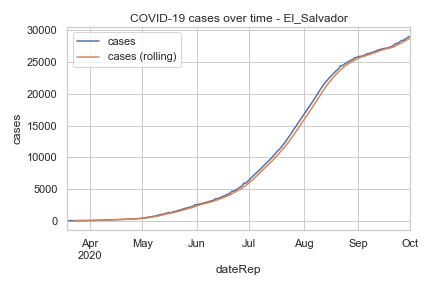 COVID-19 cases over time - El_Salvador
cases
cases (rolling)
30000
25000
20000
15000
10000
5000
0
cases
Apr
2020
May
Jun
Jul
Aug
Sep
Oct
dateRep